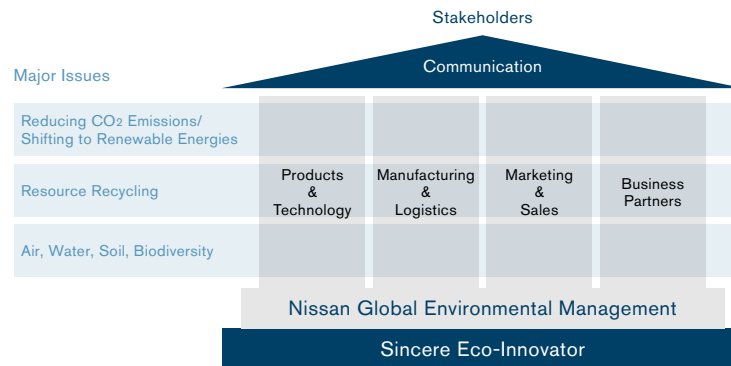 Stakeholders
Communication
Major Issues
Reducing CO2 Emissions/
Shifting to Renewable Energies
Resource Recycling
Products
&
Technology
Manufacturing
&
Logistics
Marketing
&
Sales
Business
Partners
Air, Water, Soil, Biodiversity
Nissan Global Environmental Management
Sincere Eco-Innovator